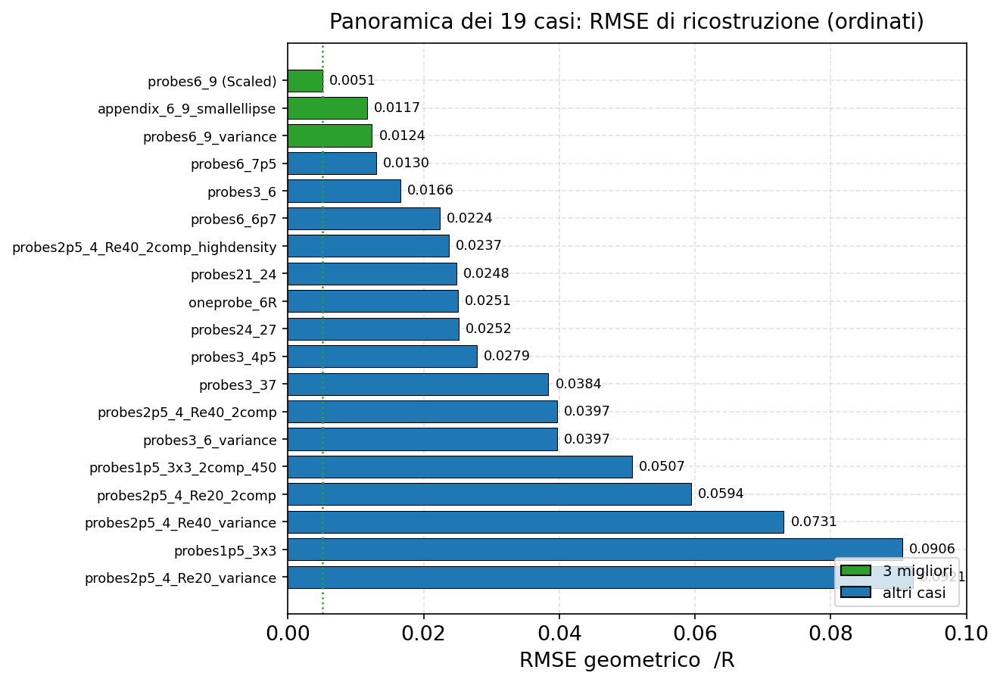 Panoramica dei 19 casi: RMSE di ricostruzione (ordinati)
probes6_9 (Scaled) 0.0051
appendix_6_9_smallellipse 0.0117
probes6_9_variance 0.0124
probes6_7p5 0.0130
probes3_6 0.0166
probes6_6p7 0.0224
probes2p5_4_Re40_2comp_highdensity 0.0237
probes21_24 0.0248
oneprobe_6R 0.0251
probes24_27 0.0252
probes3_4p5 0.0279
probes3_37 0.0384
probes2p5_4_Re40_2comp 0.0397
probes3_6_variance 0.0397
probes1p5_3x3_2comp_450 0.0507
probes2p5_4_Re20_2comp 0.0594
probes2p5_4_Re40_variance 0.0731
probes1p5_3x3 0.0906
probes2p5_4_Re20_variance 0.0921
3 migliori
altri casi
0.00 0.02 0.04 0.06 0.08 0.10
RMSE geometrico /R